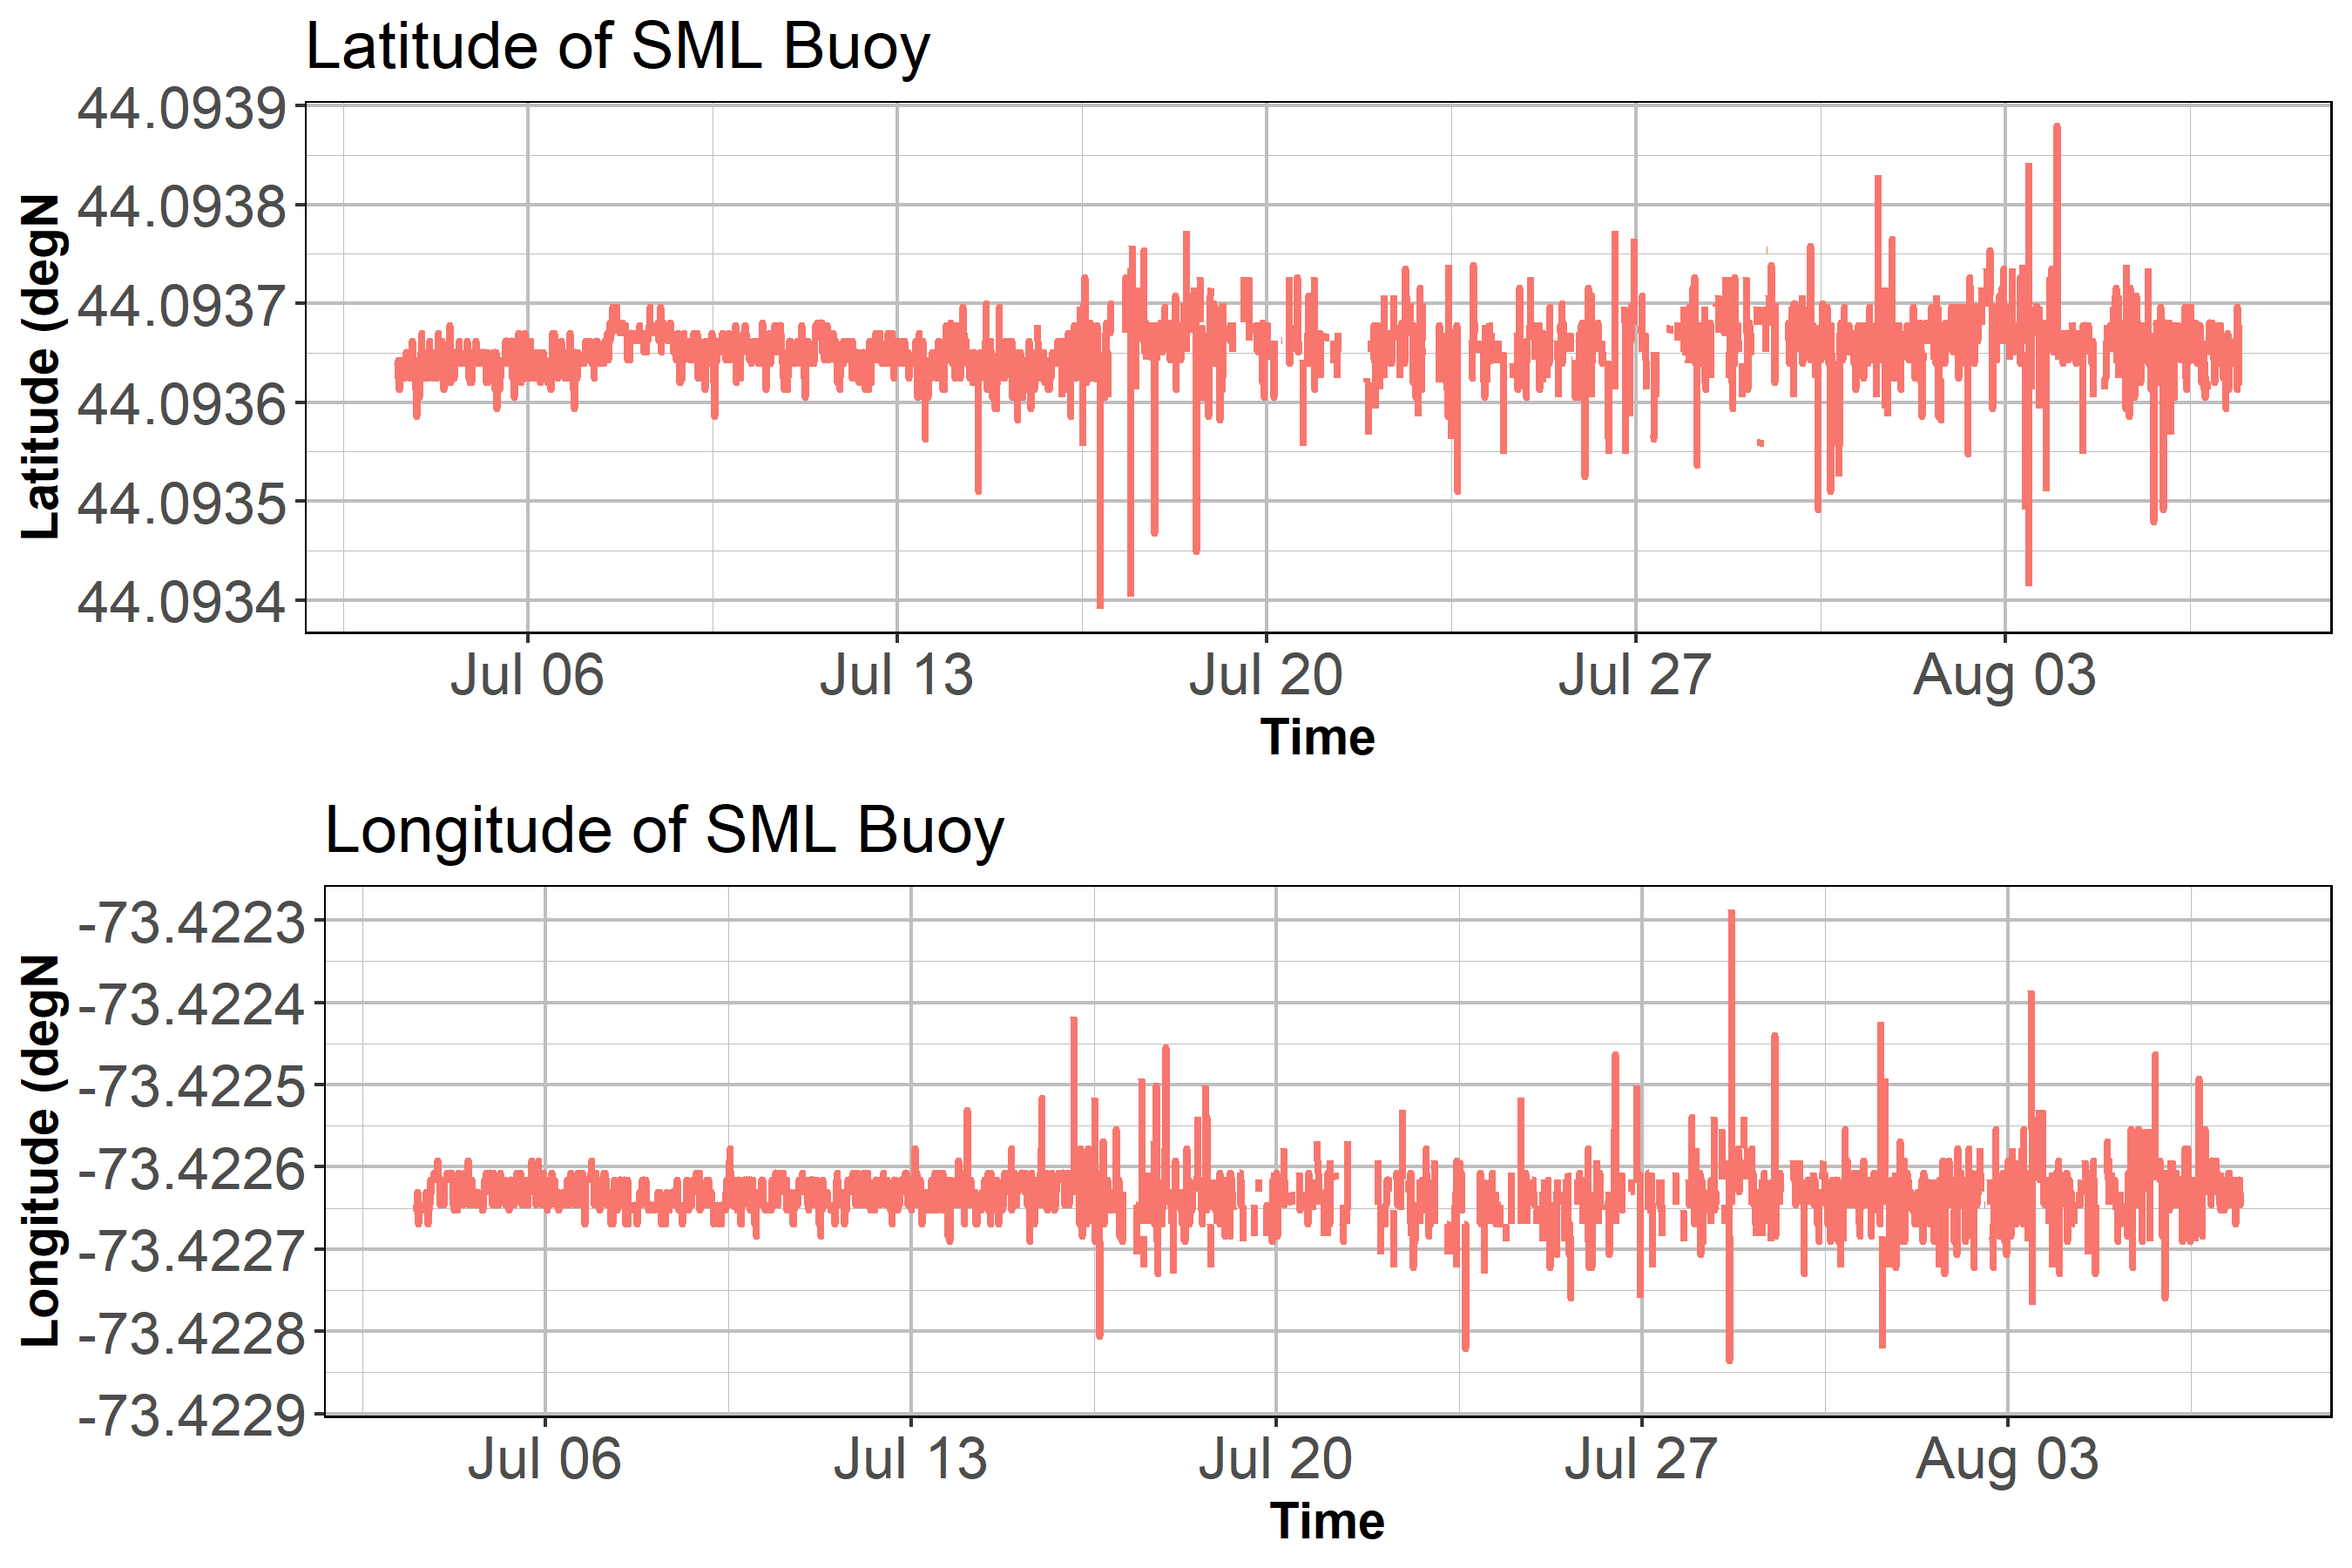 Latitude of SML Buoy
Latitude (degN
44.0939
44.0938
44.0937
44.0936
44.0935
44.0934
Jul 06 Jul 13 Jul 20 Jul 27 Aug 03
Time
Longitude of SML Buoy
Longitude (degN
-73.4223
-73.4224
-73.4225
-73.4226
-73.4227
-73.4228
-73.4229
Jul 06 Jul 13 Jul 20 Jul 27 Aug 03
Time